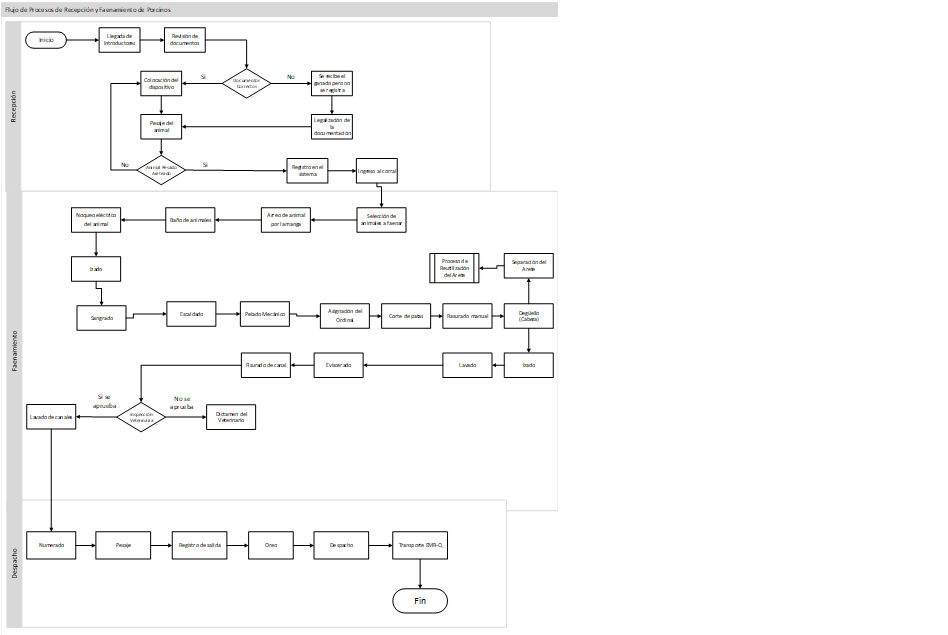 Flujo de Procesos de Recepción y Faenamiento de Porcinos
Recepción
Inicio
Llegada de
Introductores
Revisión de
documentos
Documentos
Correctos
Si
No
Colocación del
dispositivo
Se recibe el
ganado pero no
se registra
Pesaje del
animal
Legalización de
la
documentación
Animal Pesado
No
Si
Registro en el
sistema
Ingreso al corral
Faenamiento
Noqueo eléctrico
del animal
Baño de animales
Arreo de animal
por la manga
Selección de
animales a faenar
Izado
Proceso de
Reutilización
del Arete
Separación del
Arete
Sangrado
Escaldado
Pelado Mecánico
Asignación del
Ordinal
Corte de patas
Rasurado manual
Degüello
(Cabeza)
Flaurado de canal
Eviscerado
Lavado
Izado
Si se
aprueba
No se
aprueba
Lavado de canales
Inspección
Veterinaria
Dictamen del
Veterinario
Despacho
Numerado
Pesaje
Registro de salida
Oreo
Despacho
Transporte EMR-Q
Fin